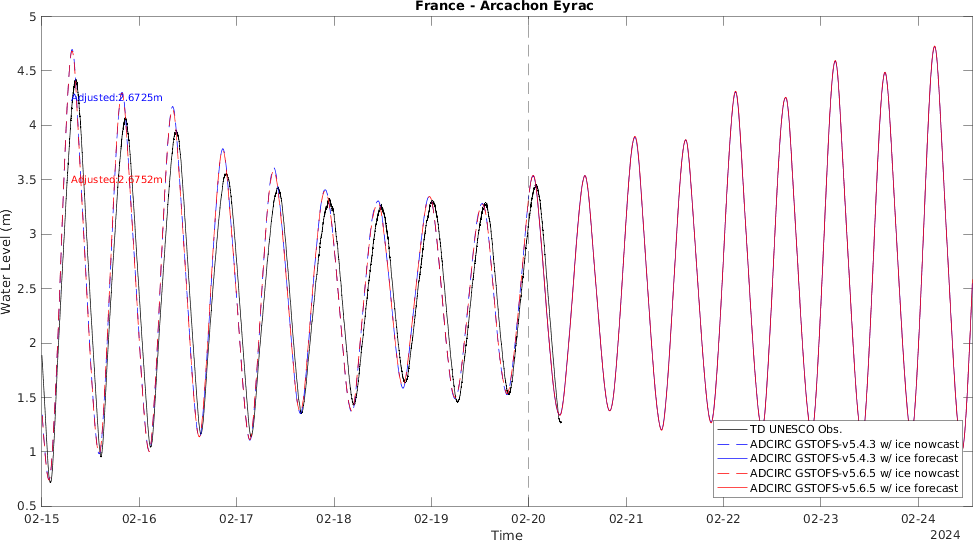 France - Arcachon Eyrac
5
4.5
Adjusted:2.6725m
4
Adjusted:2.6752m
3.5
3
2.5
2
1.5
1
0.5
Water Level (m)
TD UNESCO Obs.
ADCIRC GSTOFS-v5.4.3 w/ ice nowcast
ADCIRC GSTOFS-v5.4.3 w/ ice forecast
ADCIRC GSTOFS-v5.6.5 w/ ice nowcast
ADCIRC GSTOFS-v5.6.5 w/ ice forecast
02-15 02-16 02-17 02-18 02-19 02-20 02-21 02-22 02-23 02-24
Time
2024